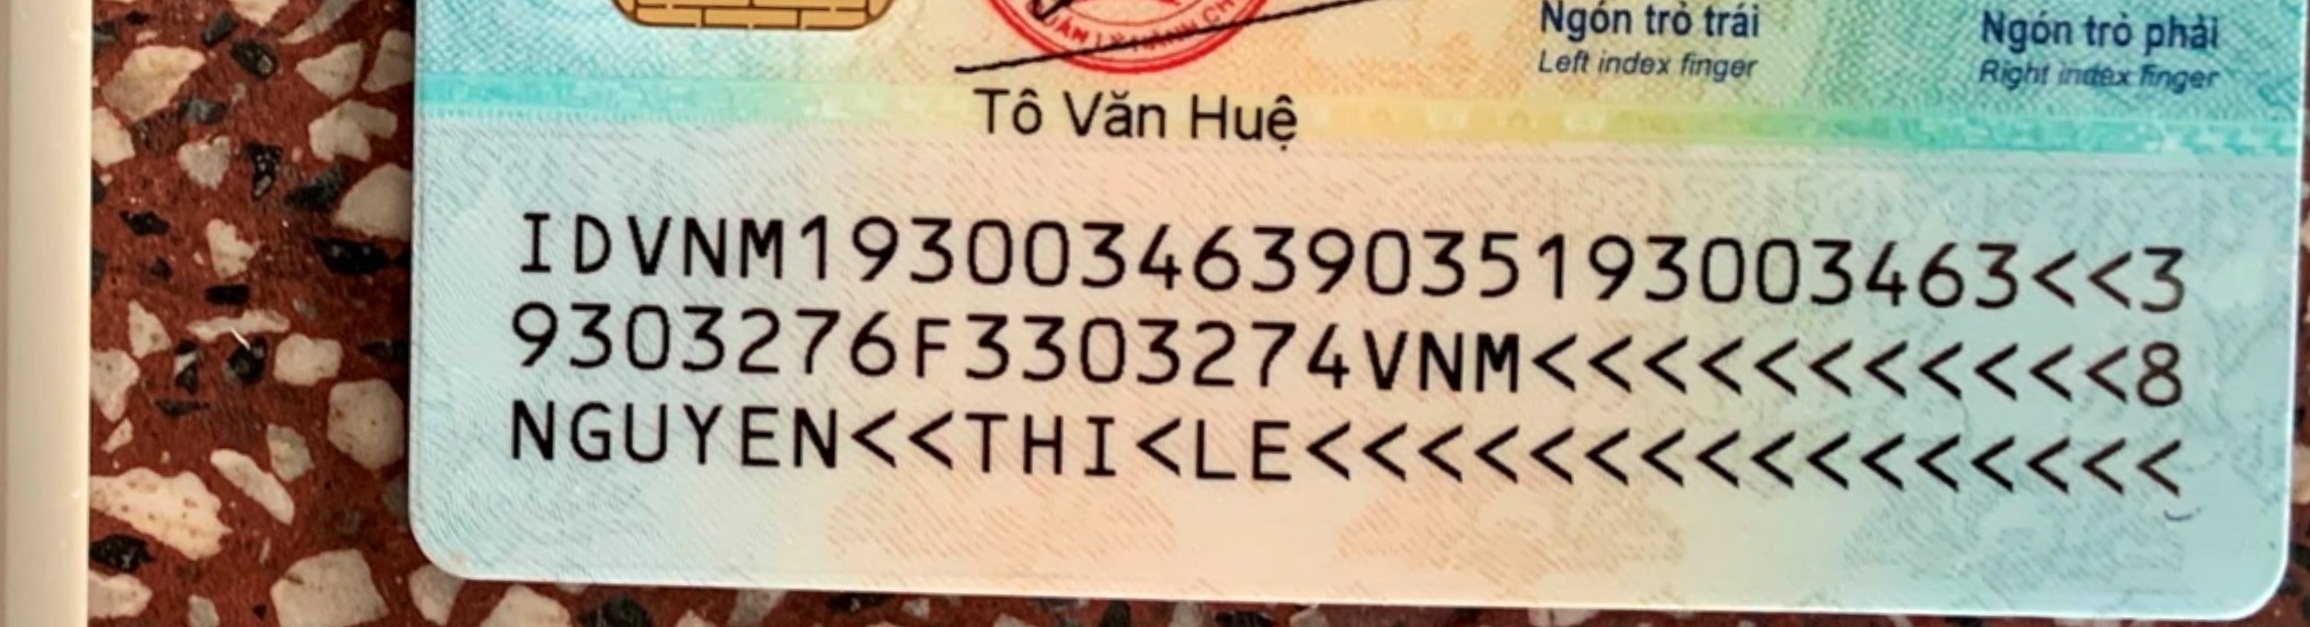 Ngón trỏ trái
Left index finger
Ngón trỏ phải
Right index finger
Tô Văn Huệ
IDVNM1930034639035193003463<<3
9303276F3303274VNM<<<<<<<<<<<8
NGUYEN<<THI<LE<<<<<<<<<<<<<<<<